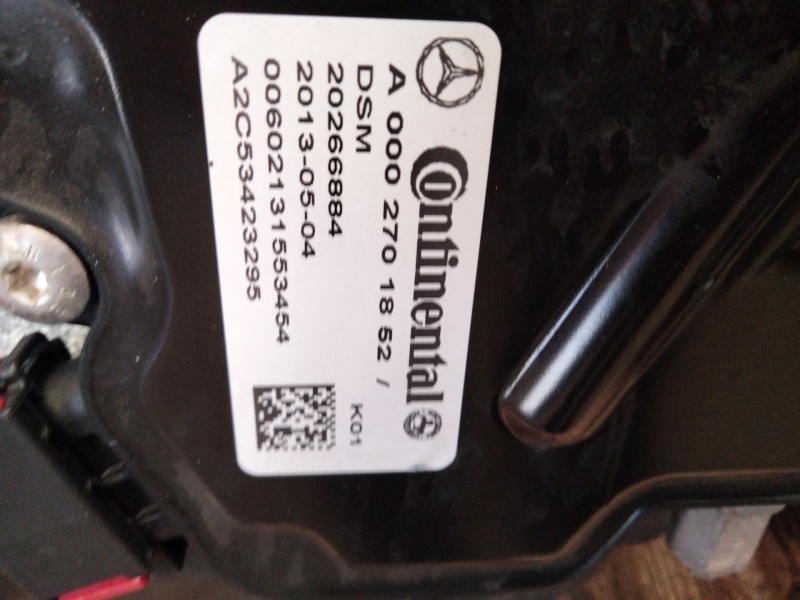 Continental
A 000 270 18 52 /
DSM K01
20266884
2013-05-04
00602131553454
A2C53423295